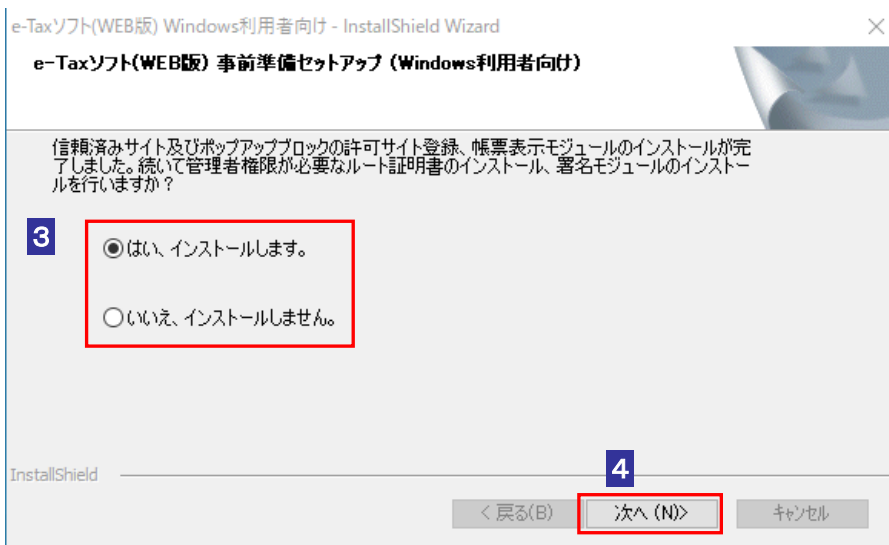 e-Taxソフト(WEB版) Windows利用者向け - InstallShield Wizard
e-Taxソフト(WEB版) 事前準備セットアップ (Windows利用者向け)
信頼済みサイト及びポップアップブロックの許可サイト登録、帳票表示モジュールのインストールが完
了しました。続いて管理者権限が必要なルート証明書のインストール、署名モジュールのインストー
ルを行いますか？
3
はい、インストールします。
いいえ、インストールしません。
InstallShield
4
< 戻る(B)
次へ (N)>
キャンセル